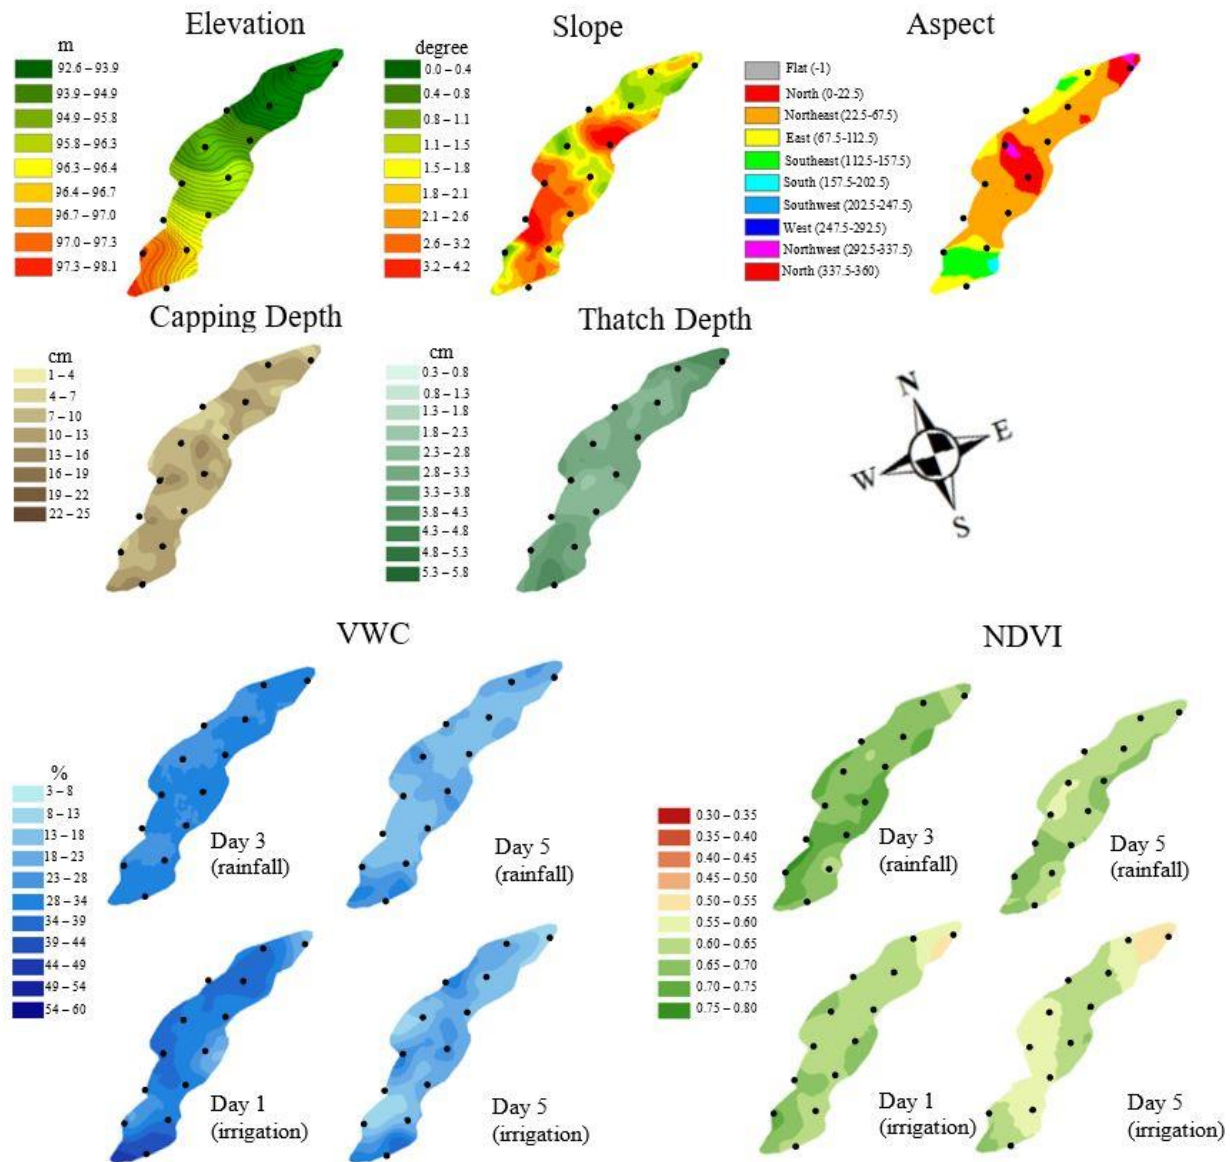 Elevation
Slope
Aspect
m
92.6 – 93.9
93.9 – 94.9
94.9 – 95.8
95.8 – 96.3
96.3 – 96.4
96.4 – 96.7
96.7 – 97.0
97.0 – 97.3
97.3 – 98.1
degree
0.0 – 0.4
0.4 – 0.8
0.8 – 1.1
1.1 – 1.5
1.5 – 1.8
1.8 – 2.1
2.1 – 2.6
2.6 – 3.2
3.2 – 4.2
Flat (-1)
North (0-22.5)
Northeast (22.5-67.5)
East (67.5-112.5)
Southeast (112.5-157.5)
South (157.5-202.5)
Southwest (202.5-247.5)
West (247.5-292.5)
Northwest (292.5-337.5)
North (337.5-360)
Capping Depth
Thatch Depth
cm
1 – 4
4 – 7
7 – 10
10 – 13
13 – 16
16 – 19
19 – 22
22 – 25
cm
0.3 – 0.8
0.8 – 1.3
1.3 – 1.8
1.8 – 2.3
2.3 – 2.8
2.8 – 3.3
3.3 – 3.8
3.8 – 4.3
4.3 – 4.8
4.8 – 5.3
5.3 – 5.8
N
E
W
S
VWC
NDVI
%
3 – 8
8 – 13
13 – 18
18 – 23
23 – 28
28 – 34
34 – 39
39 – 44
44 – 49
49 – 54
54 – 60
Day 3
(rainfall)
Day 5
(rainfall)
0.30 – 0.35
0.35 – 0.40
0.40 – 0.45
0.45 – 0.50
0.50 – 0.55
0.55 – 0.60
0.60 – 0.65
0.65 – 0.70
0.70 – 0.75
0.75 – 0.80
Day 3
(rainfall)
Day 5
(rainfall)
Day 1
(irrigation)
Day 5
(irrigation)
Day 1
(irrigation)
Day 5
(irrigation)